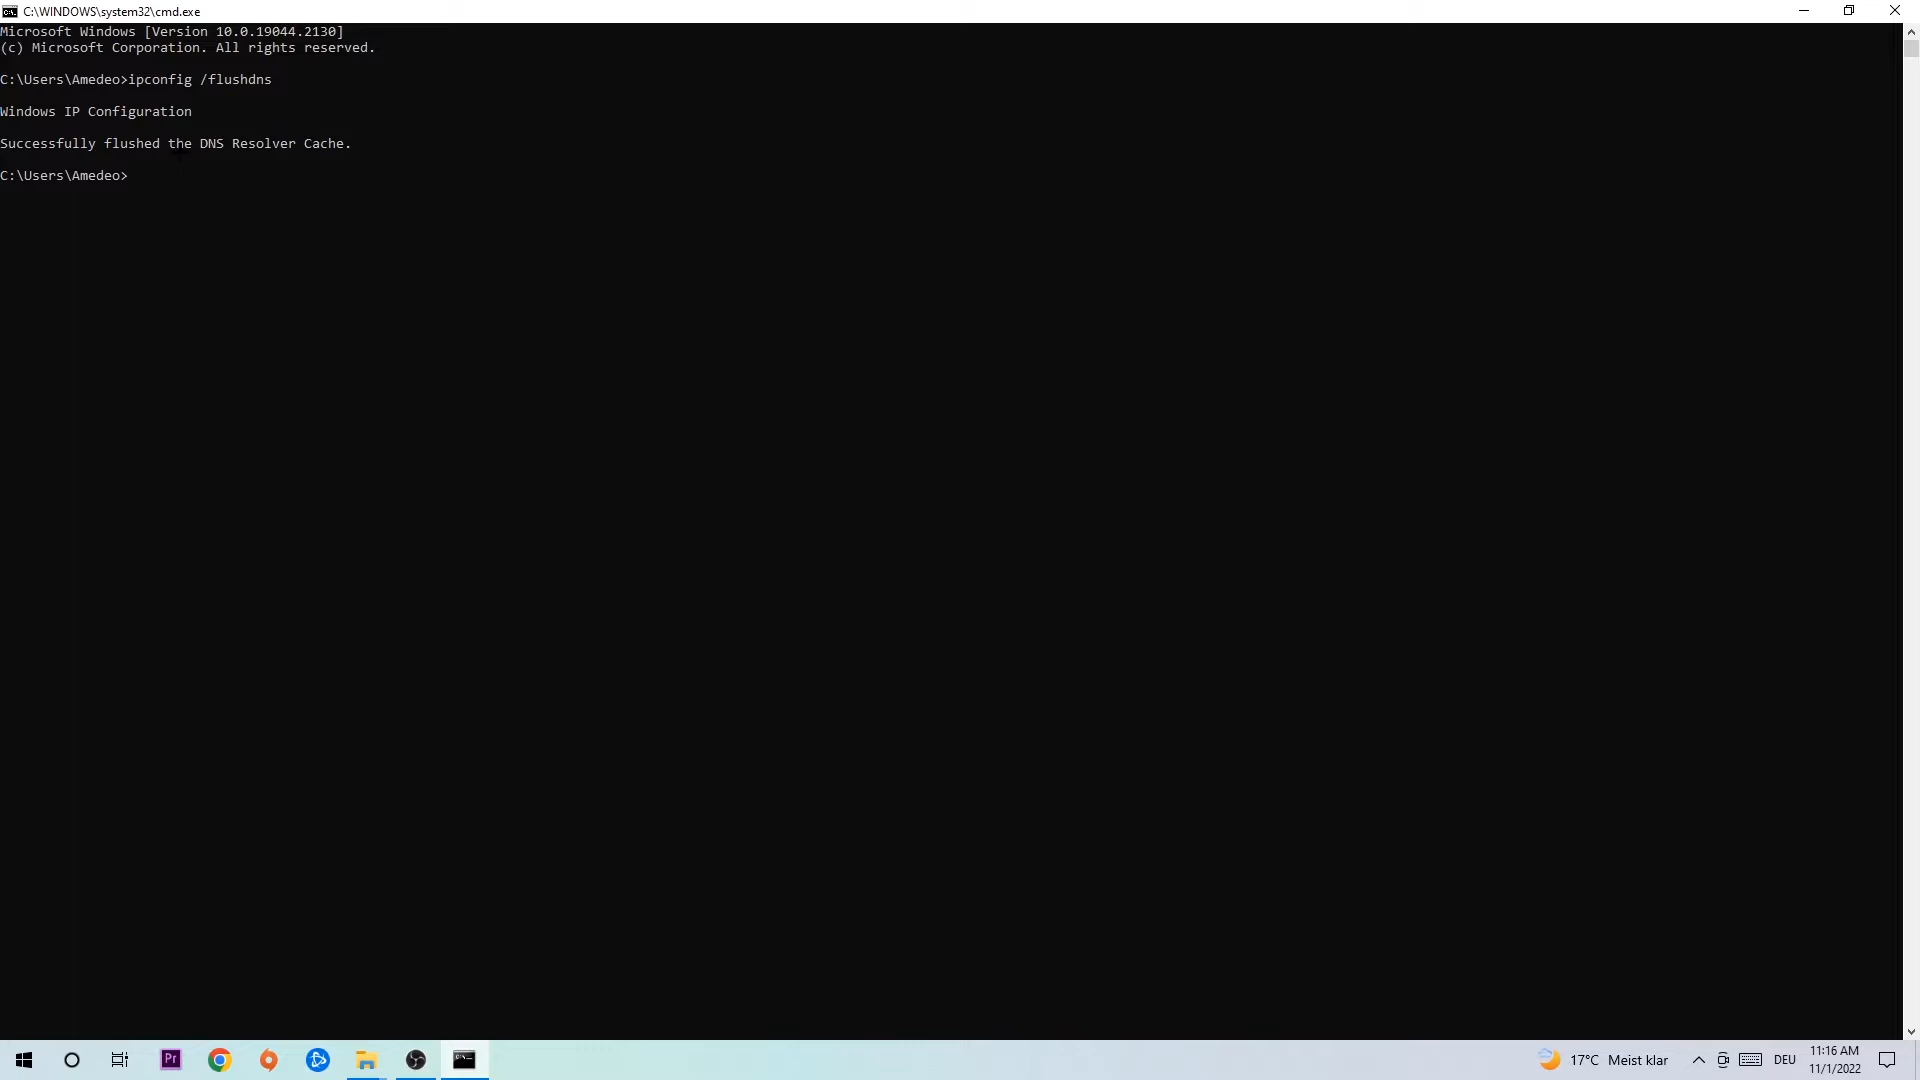 C:\WINDOWS\system32\cmd.exe
Microsoft Windows [Version 10.0.19044.2130]
(c) Microsoft Corporation. All rights reserved.
C:\Users\Amedeo>ipconfig /flushdns
Windows IP Configuration
Successfully flushed the DNS Resolver Cache.
C:\Users\Amedeo>
Pr
17°C Meist klar
DEU
11:16 AM
11/1/2022